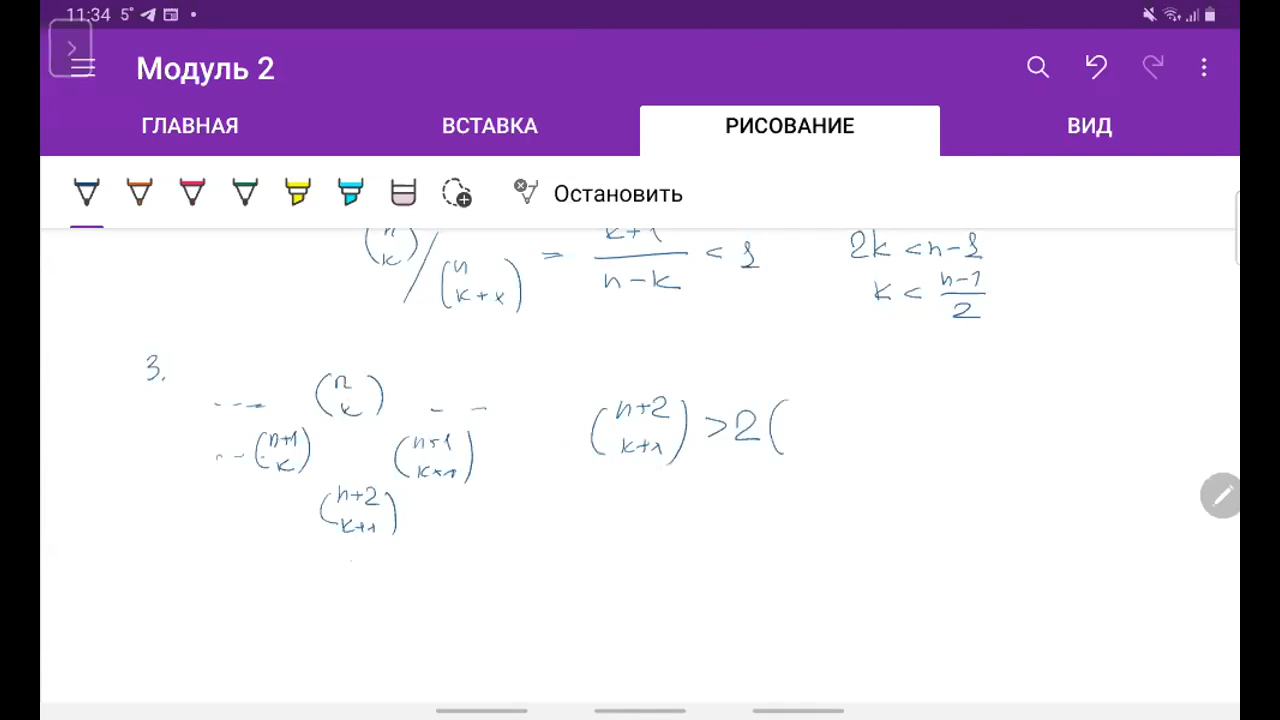 11:34 5°
Модуль 2
ГЛАВНАЯ ВСТАВКА РИСОВАНИЕ ВИД
Остановить
(n k) / (n k+x) = k+1 / n-k < 1
2k < n-1
k < n-1 / 2
3.
--- (n k) - -
-- (n+1 k) (n+1 k+1)
(n+2 k+1)
(n+2 k+1) > 2 (